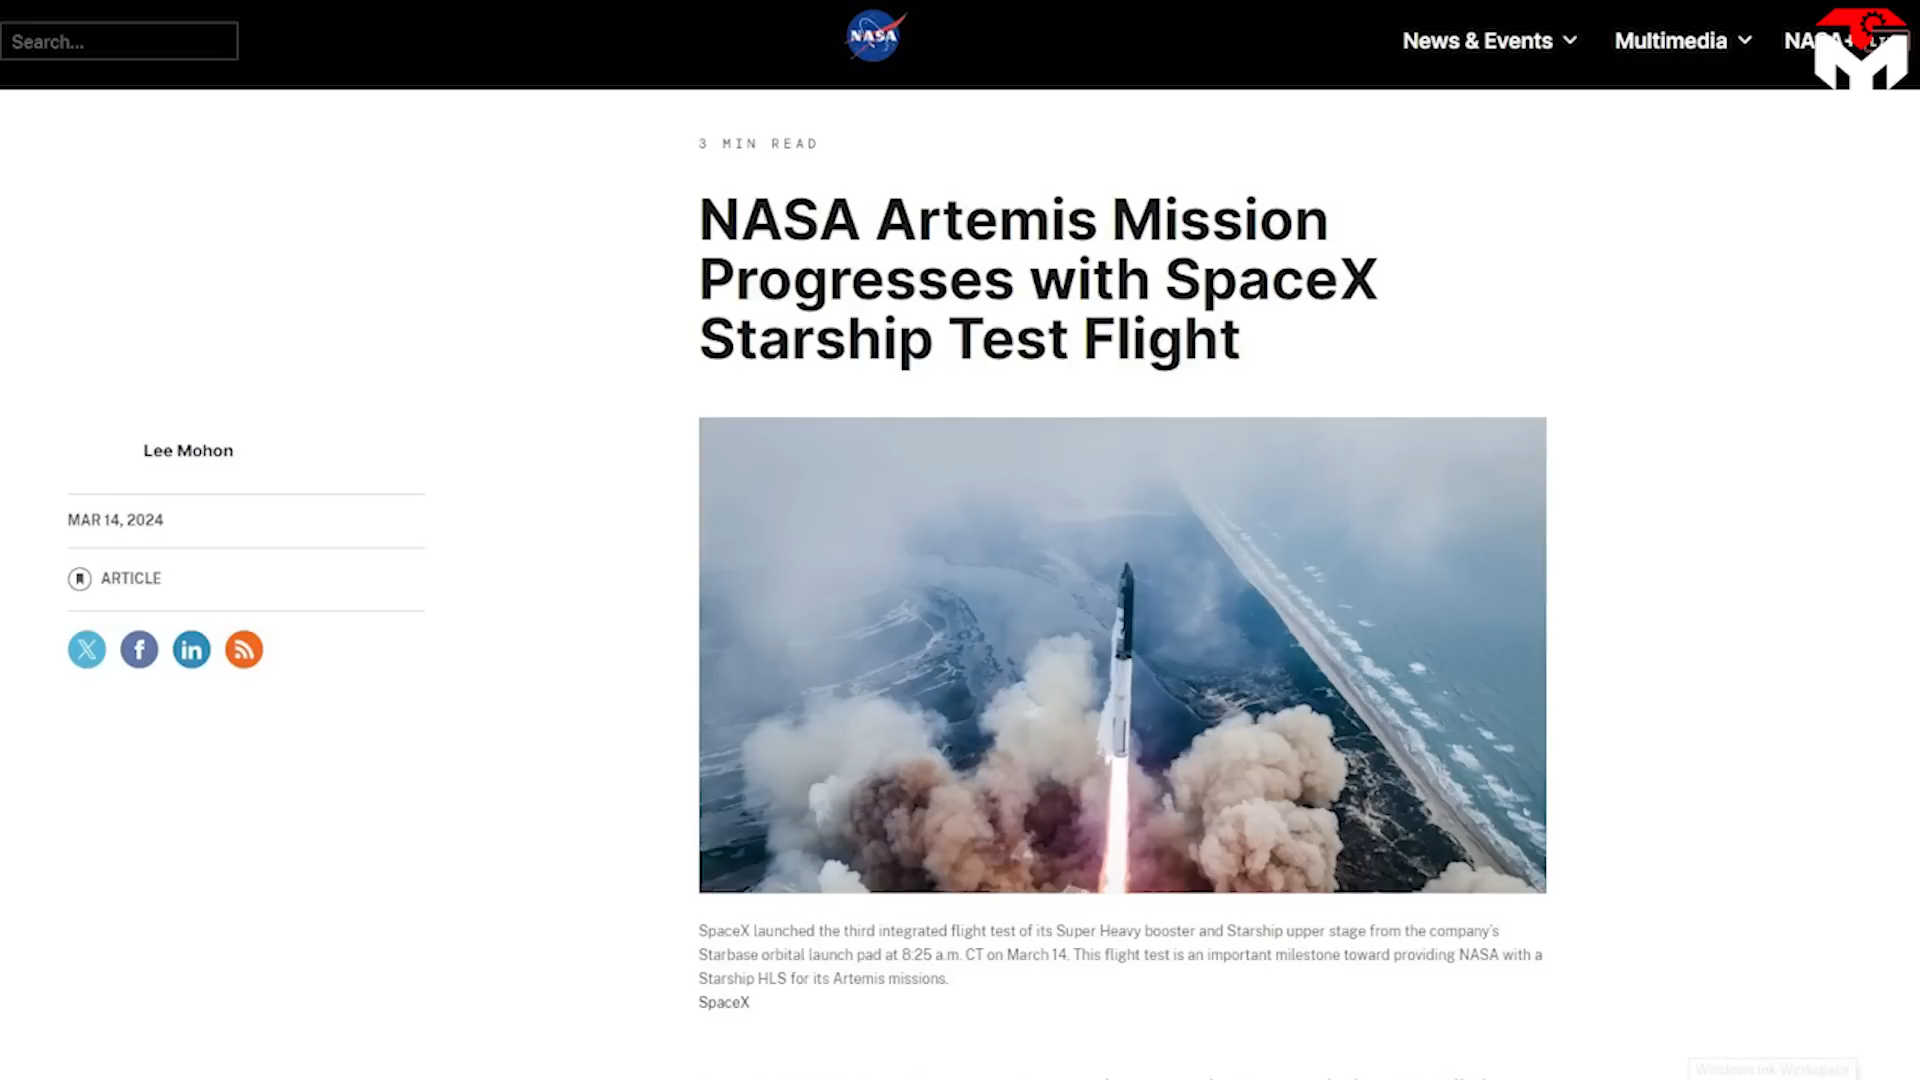 Search...
NASA
News & Events
Multimedia
3 MIN READ
NASA Artemis Mission
Progresses with SpaceX
Starship Test Flight
Lee Mohon
MAR 14, 2024
ARTICLE
SpaceX launched the third integrated flight test of its Super Heavy booster and Starship upper stage from the company's
Starbase orbital launch pad at 8:25 a.m. CT on March 14. This flight test is an important milestone toward providing NASA with a
Starship HLS for its Artemis missions.
SpaceX
Windows Ink Workspace